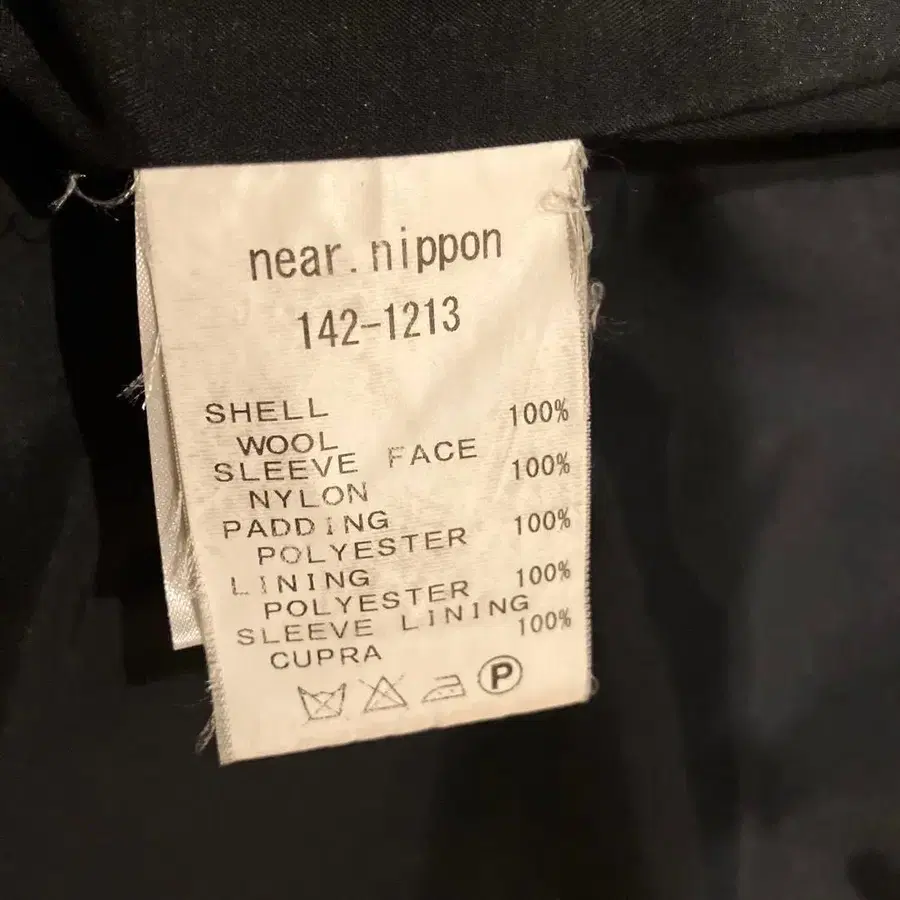 near.nippon
142-1213
SHELL
WOOL 100%
SLEEVE FACE
NYLON 100%
PADDING
POLYESTER 100%
LINING
POLYESTER 100%
SLEEVE LINING
CUPRA 100%
P